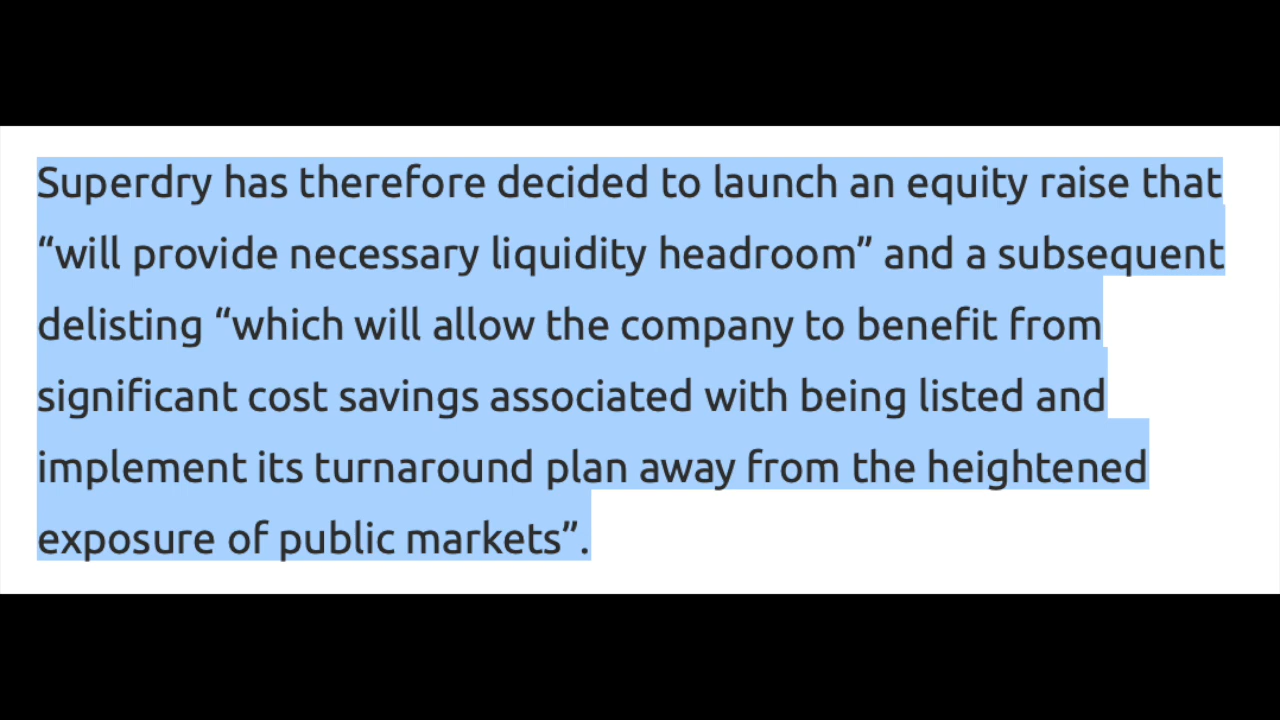 Superdry has therefore decided to launch an equity raise that
“will provide necessary liquidity headroom” and a subsequent
delisting “which will allow the company to benefit from
significant cost savings associated with being listed and
implement its turnaround plan away from the heightened
exposure of public markets”.